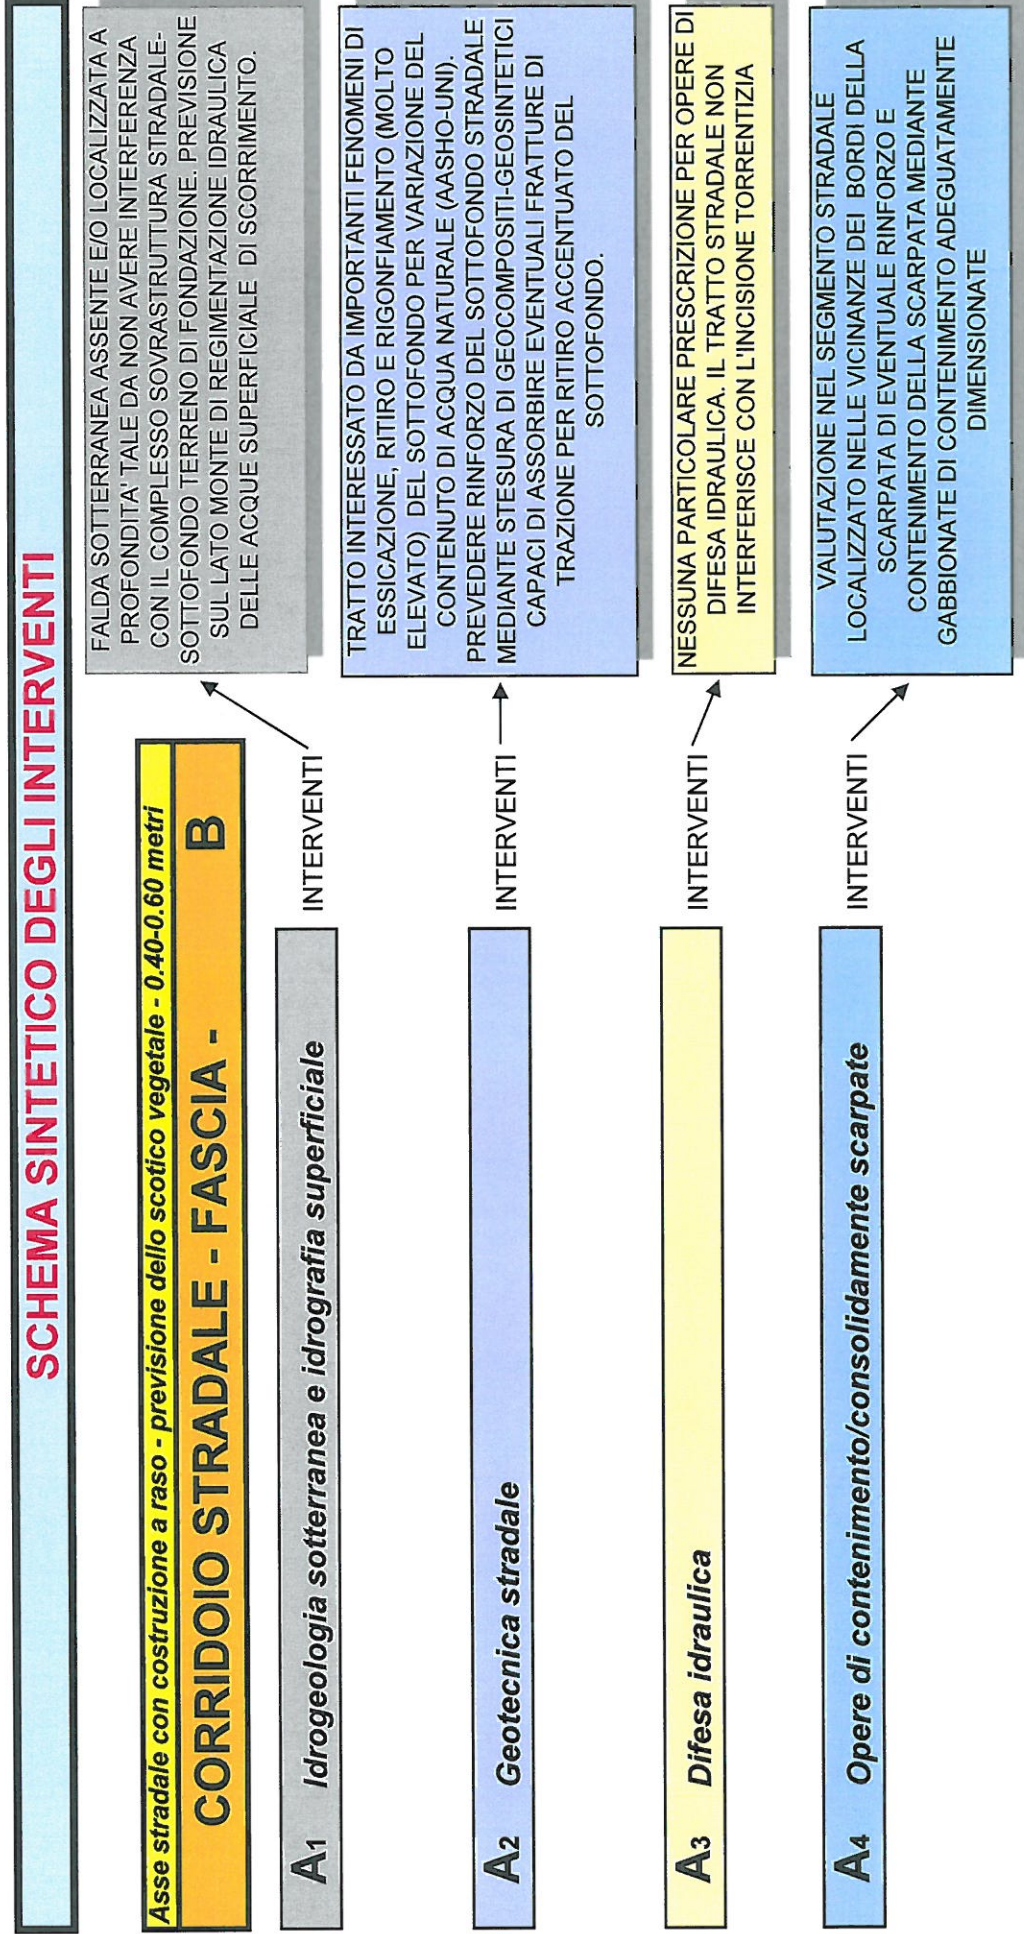 SCHEMA SINTETICO DEGLI INTERVENTI
Asse stradale con costruzione a raso - previsione dello scotico vegetale - 0.40-0.60 metri
CORRIDOIO STRADALE - FASCIA - B
A1 Idrogeologia sotterranea e idrografia superficiale
INTERVENTI
FALDA SOTTERRANEA ASSENTE E/O LOCALIZZATA A
PROFONDITA' TALE DA NON AVERE INTERFERENZA
CON IL COMPLESSO SOVRASTRUTTURA STRADALE-
SOTTOFONDO TERRENO DI FONDAZIONE. PREVISIONE
SUL LATO MONTE DI REGIMENTAZIONE IDRAULICA
DELLE ACQUE SUPERFICIALE DI SCORRIMENTO.
A2 Geotecnica stradale
INTERVENTI
TRATTO INTERESSATO DA IMPORTANTI FENOMENI DI
ESSICAZIONE, RITIRO E RIGONFIAMENTO (MOLTO
ELEVATO) DEL SOTTOFONDO PER VARIAZIONE DEL
CONTENUTO DI ACQUA NATURALE (AASHO-UNI).
PREVEDERE RINFORZO DEL SOTTOFONDO STRADALE
MEDIANTE STESURA DI GEOCOMPOSITI-GEOSINTETICI
CAPACI DI ASSORBIRE EVENTUALI FRATTURE DI
TRAZIONE PER RITIRO ACCENTUATO DEL
SOTTOFONDO.
A3 Difesa idraulica
INTERVENTI
NESSUNA PARTICOLARE PRESCRIZIONE PER OPERE DI
DIFESA IDRAULICA. IL TRATTO STRADALE NON
INTERFERISCE CON L'INCISIONE TORRENTIZIA
A4 Opere di contenimento/consolidamente scarpate
INTERVENTI
VALUTAZIONE NEL SEGMENTO STRADALE
LOCALIZZATO NELLE VICINANZE DEI BORDI DELLA
SCARPATA DI EVENTUALE RINFORZO E
CONTENIMENTO DELLA SCARPATA MEDIANTE
GABBIONATE DI CONTENIMENTO ADEGUATAMENTE
DIMENSIONATE